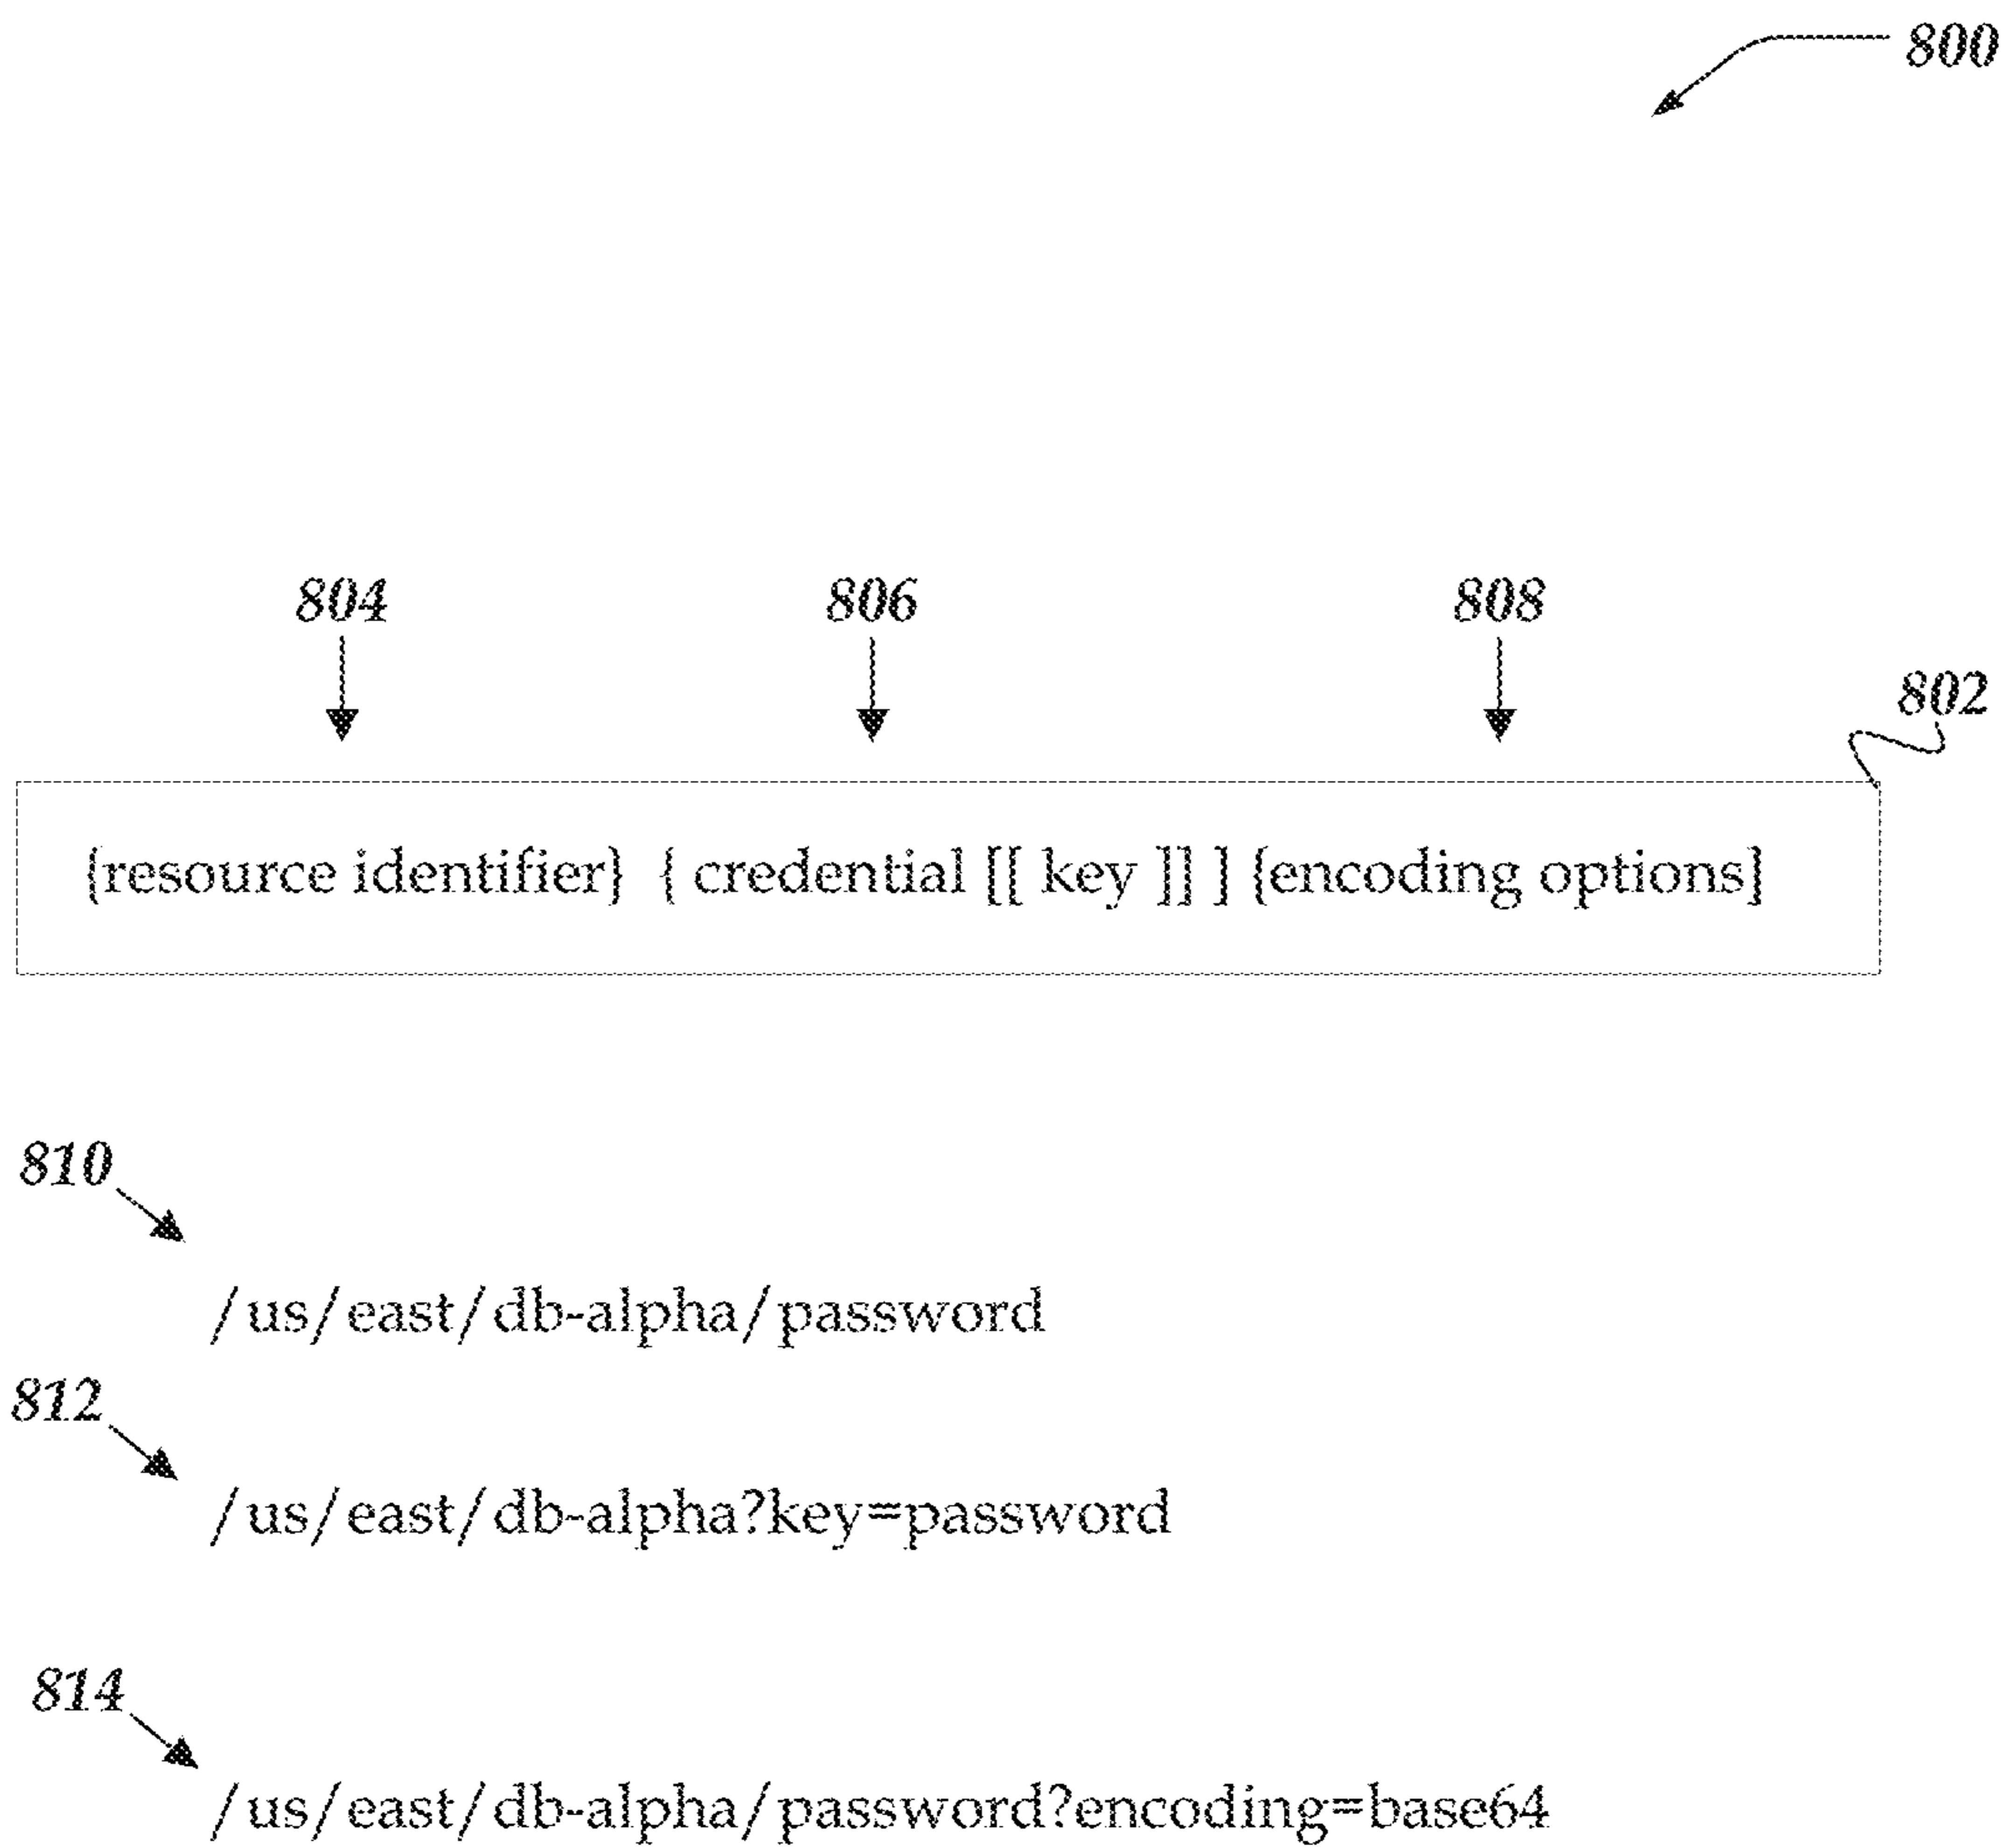 800
804 806 808
802
{resource identifier} { credential [[ key ]] } {encoding options}
810
/us/east/db-alpha/password
812
/us/east/db-alpha?key=password
814
/us/east/db-alpha/password?encoding=base64